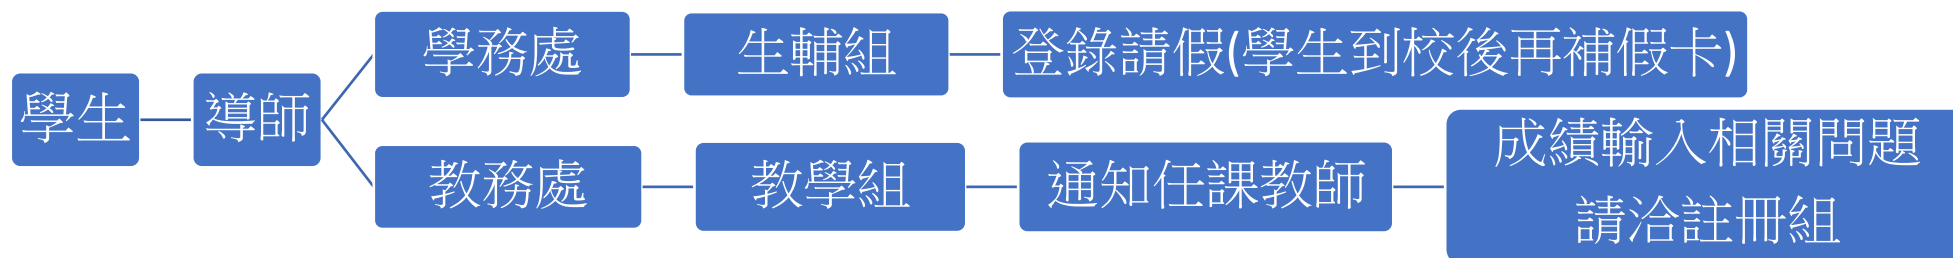 學生
導師
學務處
生輔組
登錄請假(學生到校後再補假卡)
教務處
教學組
通知任課教師
成績輸入相關問題
請洽註冊組